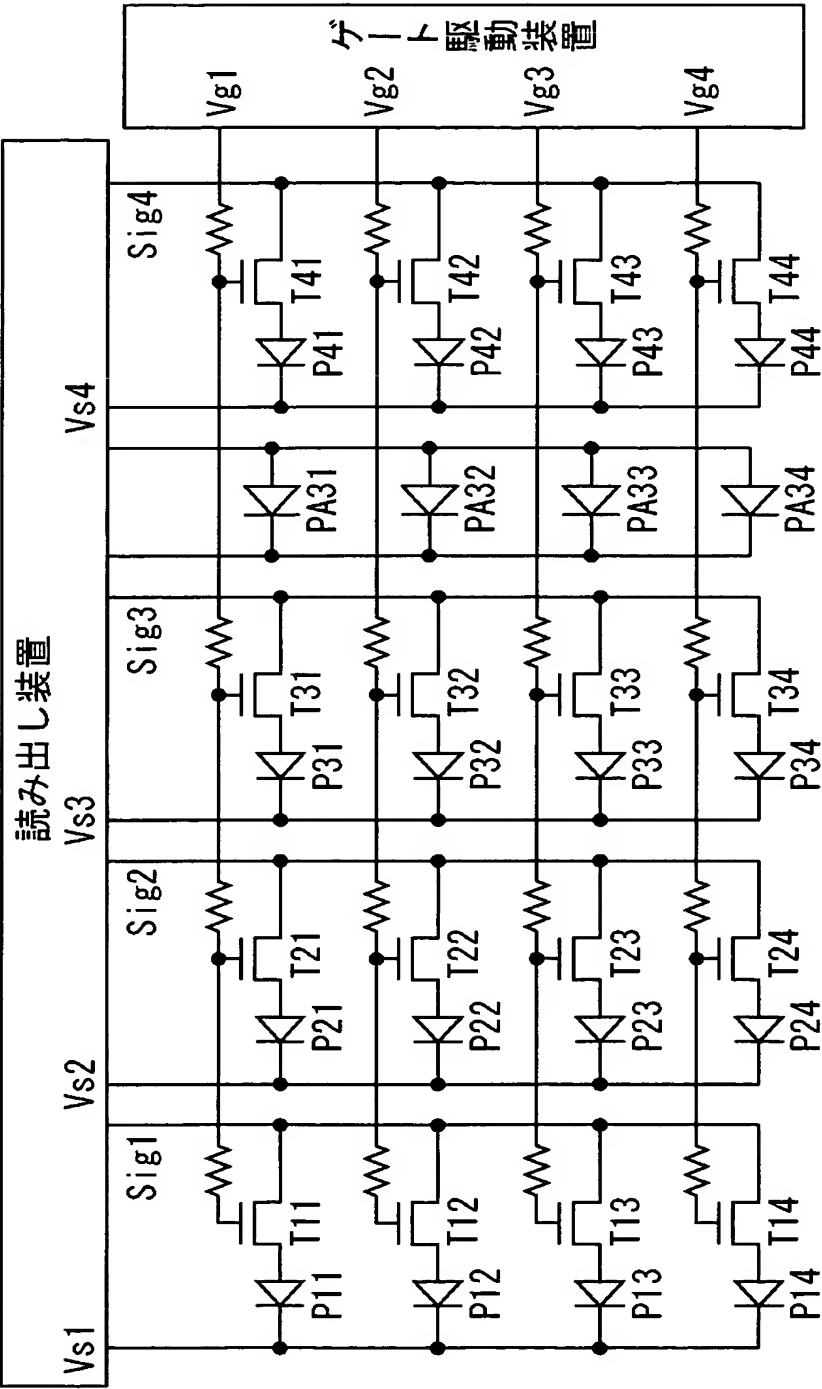 読み出し装置
Vs1 Vs2 Vs3 Vs4
Sig1 Sig2 Sig3 Sig4
Vg1
T11 T21 T31 T41
P11 P21 P31 PA31 P41
Vg2
T12 T22 T32 T42
P12 P22 P32 PA32 P42
Vg3
T13 T23 T33 T43
P13 P23 P33 PA33 P43
Vg4
T14 T24 T34 T44
P14 P24 P34 PA34 P44
ゲート駆動装置